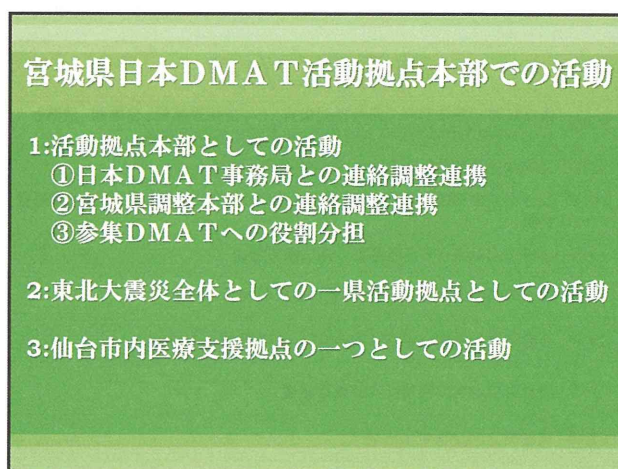 宮城県日本DMAT活動拠点本部での活動
1:活動拠点本部としての活動
①日本DMAT事務局との連絡調整連携
②宮城県調整本部との連絡調整連携
③参集DMATへの役割分担
2:東北大震災全体としての一県活動拠点としての活動
3:仙台市内医療支援拠点の一つとしての活動